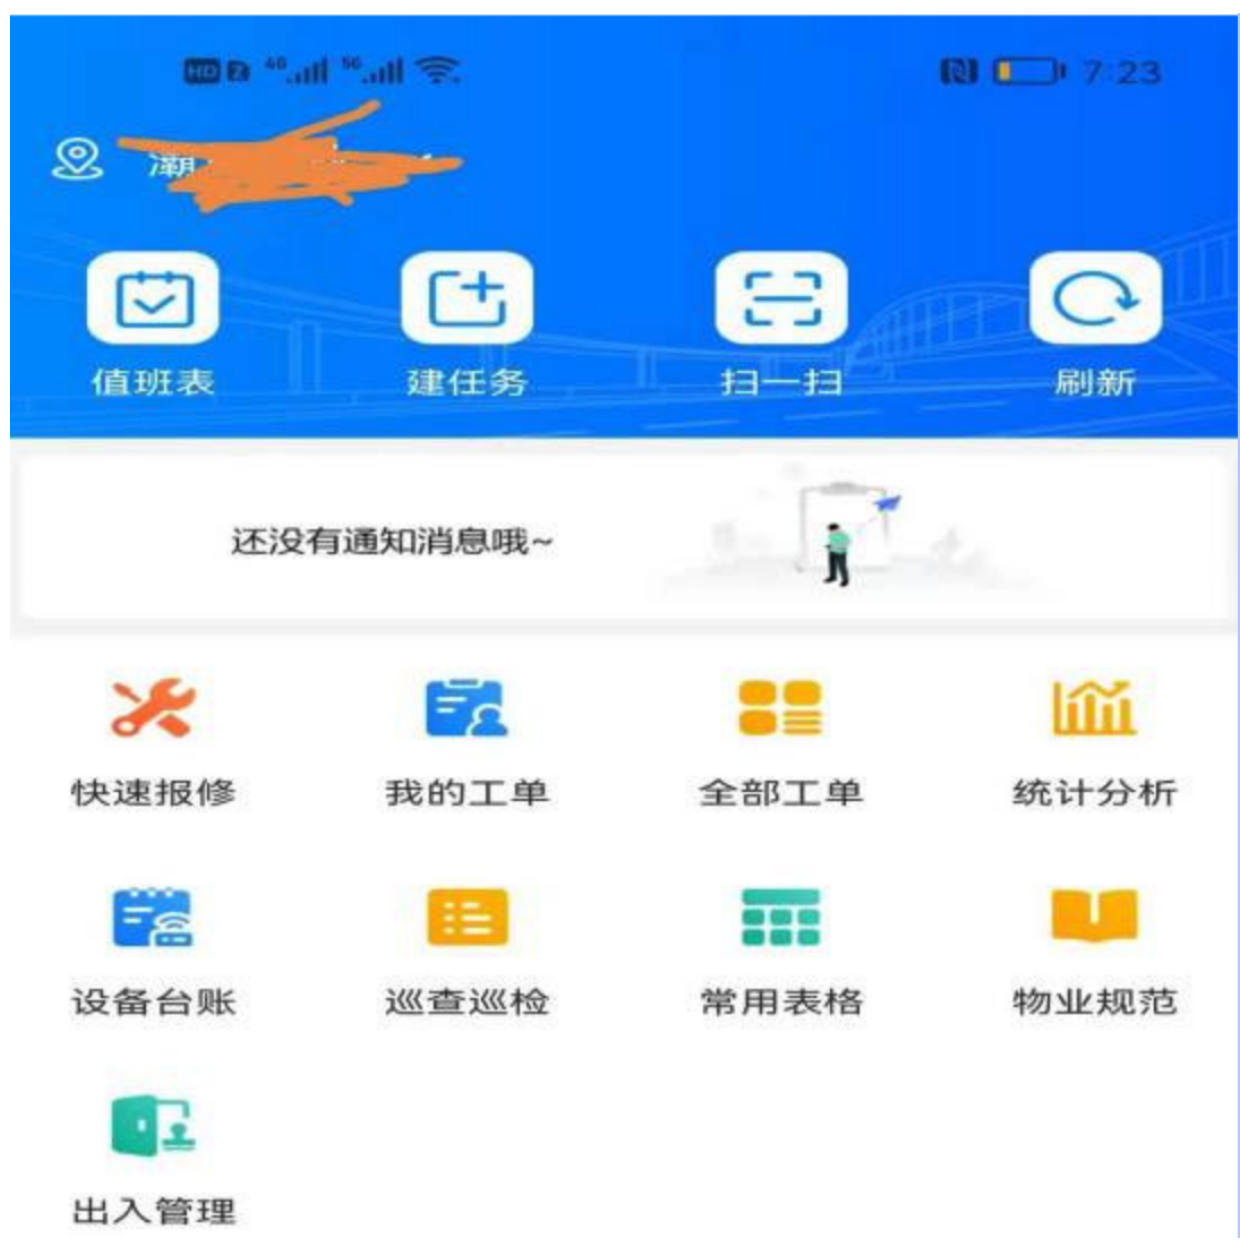 HD 2 4G 5G 7:23
灞
值班表 建任务 扫一扫 刷新
还没有通知消息哦~
快速报修 我的工单 全部工单 统计分析
设备台账 巡查巡检 常用表格 物业规范
出入管理